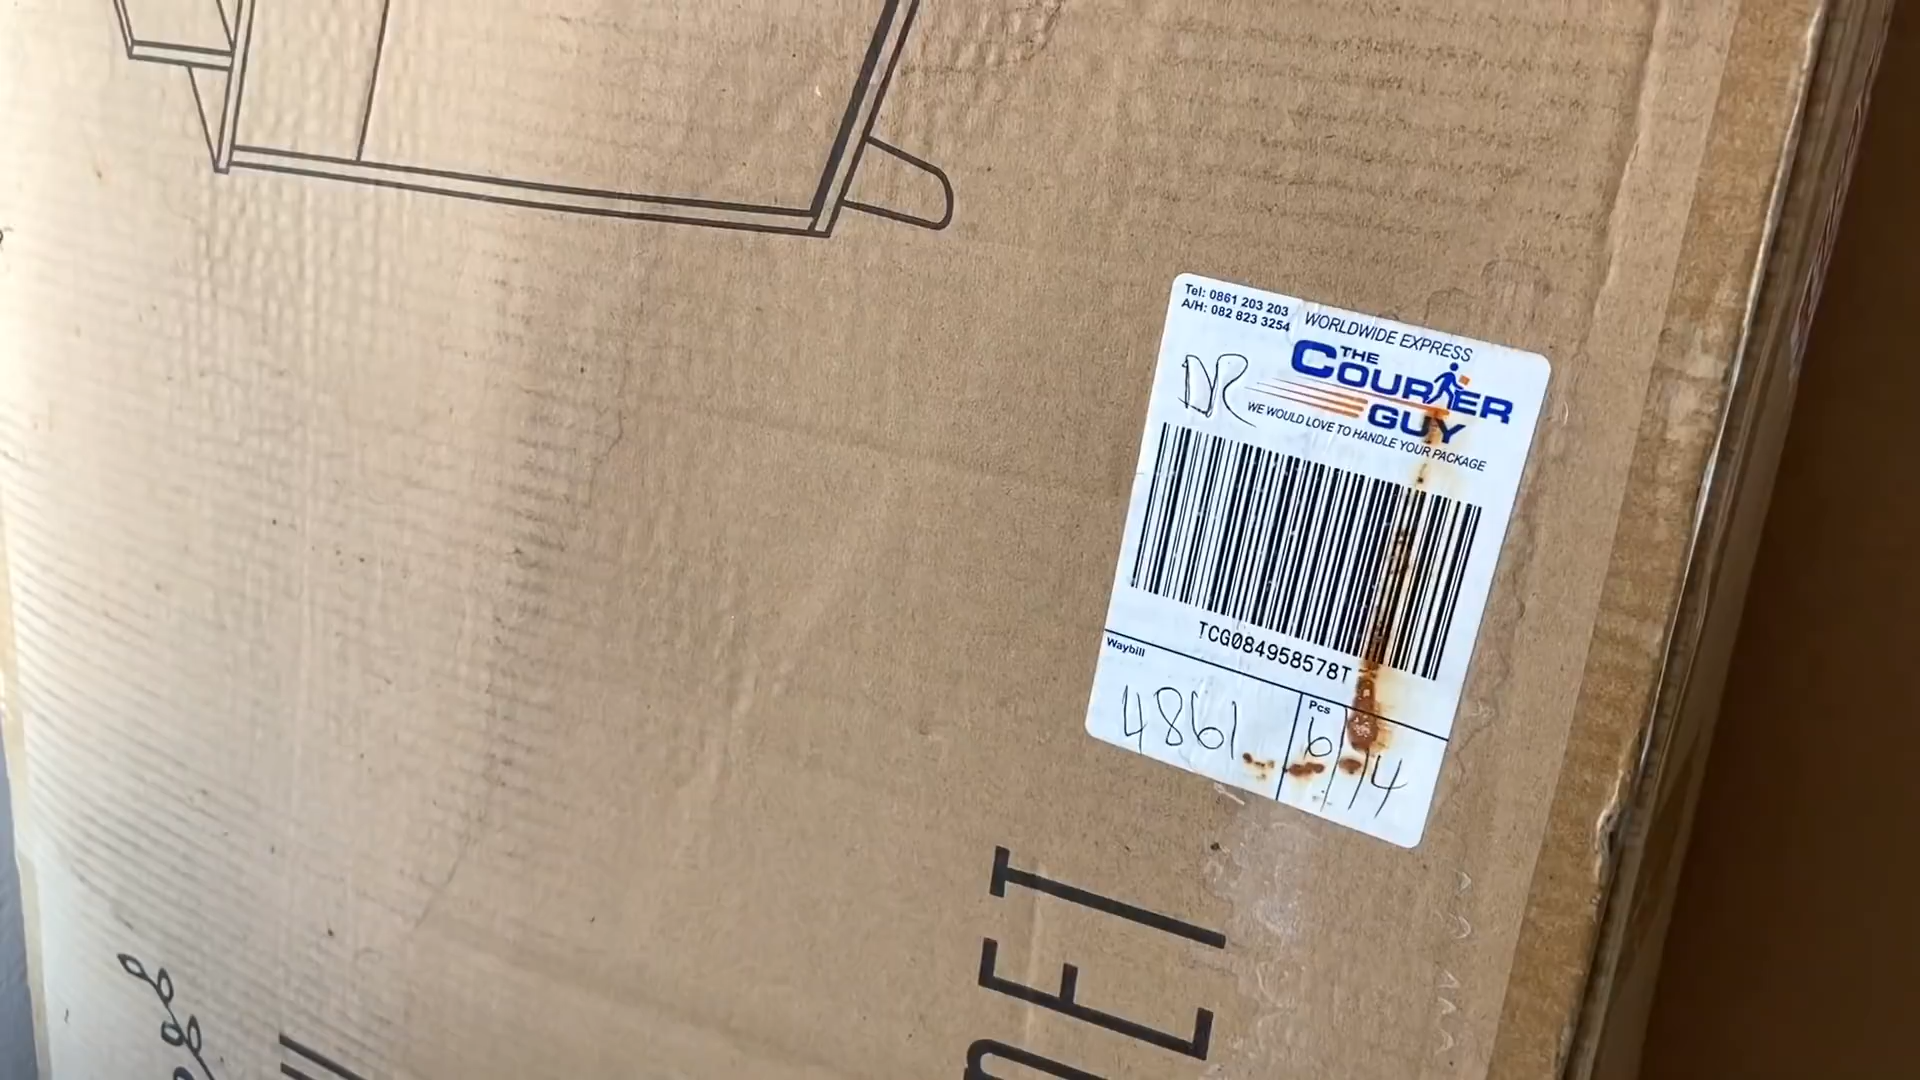 Tel: 0861 203 203
A/H: 082 823 3254
WORLDWIDE EXPRESS
THE
COURIER
GUY
WE WOULD LOVE TO HANDLE YOUR PACKAGE
DR
TCG084958578T
Waybill
4861
Pcs
6/14